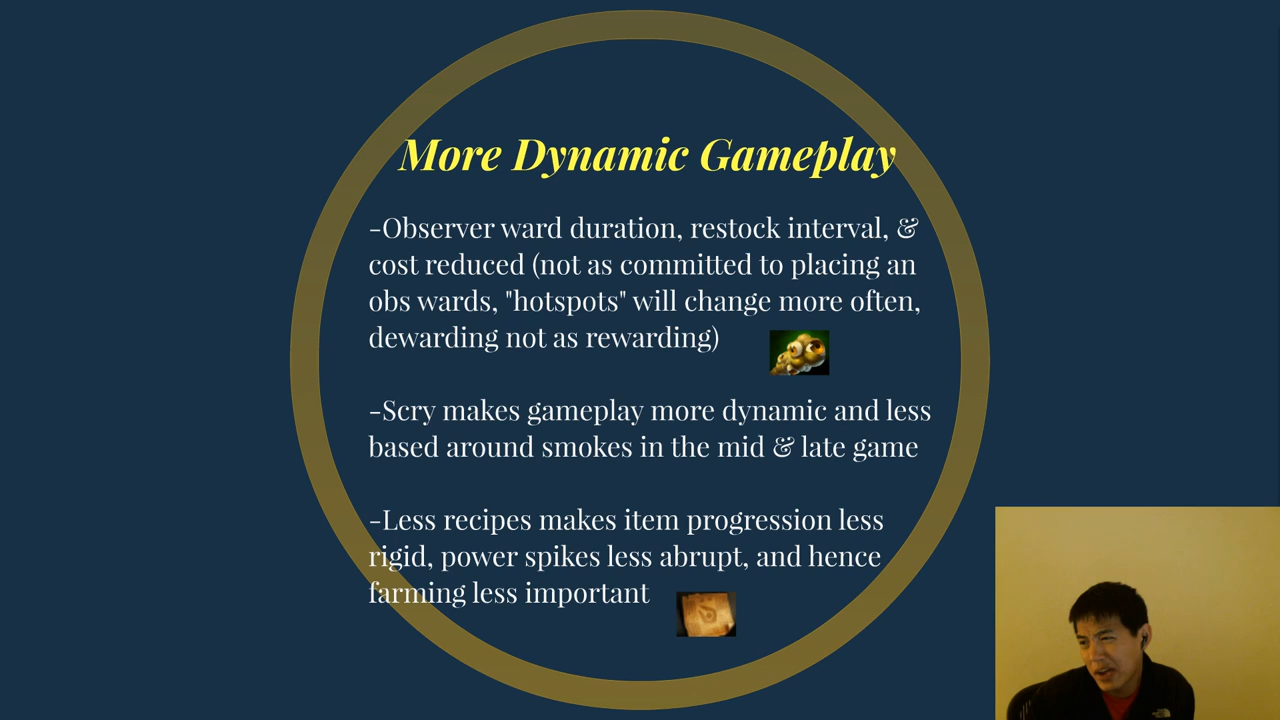 More Dynamic Gameplay
-Observer ward duration, restock interval, &
cost reduced (not as committed to placing an
obs wards, "hotspots" will change more often,
dewarding not as rewarding)
-Scry makes gameplay more dynamic and less
based around smokes in the mid & late game
-Less recipes makes item progression less
rigid, power spikes less abrupt, and hence
farming less important